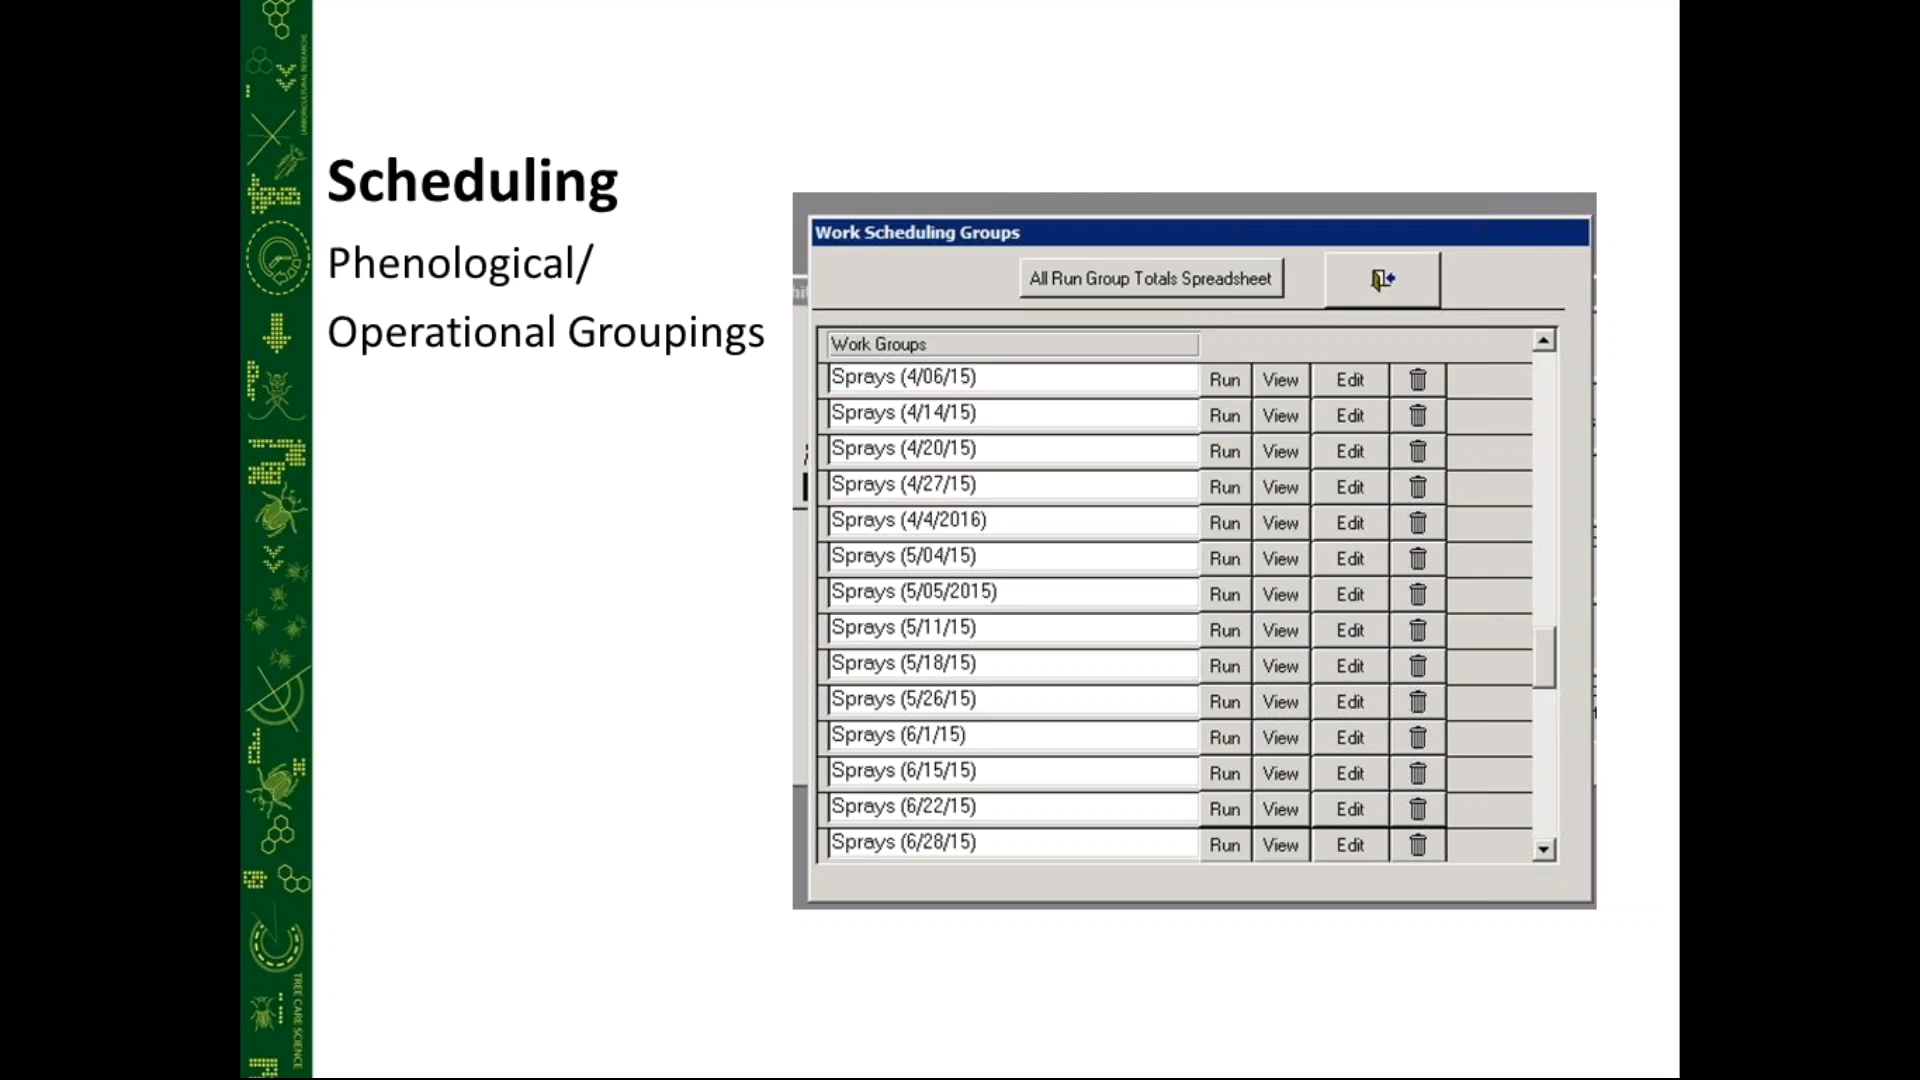 Scheduling
Phenological/
Operational Groupings
Work Scheduling Groups
All Run Group Totals Spreadsheet
Work Groups
Sprays (4/06/15) Run View Edit
Sprays (4/14/15) Run View Edit
Sprays (4/20/15) Run View Edit
Sprays (4/27/15) Run View Edit
Sprays (4/4/2016) Run View Edit
Sprays (5/04/15) Run View Edit
Sprays (5/05/2015) Run View Edit
Sprays (5/11/15) Run View Edit
Sprays (5/18/15) Run View Edit
Sprays (5/26/15) Run View Edit
Sprays (6/1/15) Run View Edit
Sprays (6/15/15) Run View Edit
Sprays (6/22/15) Run View Edit
Sprays (6/28/15) Run View Edit
ARBORICULTURAL RESEARCH
TREE CARE SCIENCE